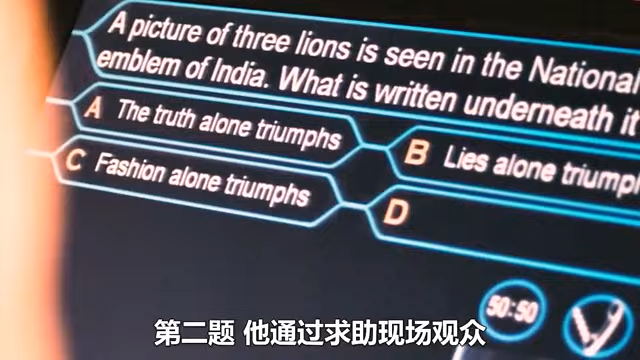 A picture of three lions is seen in the National
emblem of India. What is written underneath it
A The truth alone triumphs
B Lies alone triump
C Fashion alone triumphs
D
50:50
第二题 他通过求助现场观众